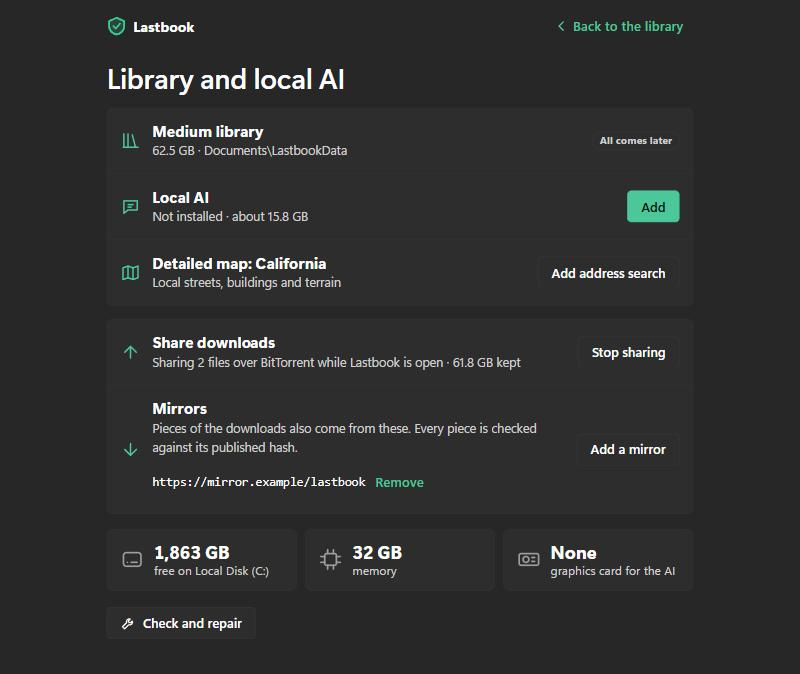 Lastbook
Back to the library
Library and local AI
Medium library
62.5 GB · Documents\LastbookData
All comes later
Local AI
Not installed · about 15.8 GB
Add
Detailed map: California
Local streets, buildings and terrain
Add address search
Share downloads
Sharing 2 files over BitTorrent while Lastbook is open · 61.8 GB kept
Stop sharing
Mirrors
Pieces of the downloads also come from these. Every piece is checked
against its published hash.
Add a mirror
https://mirror.example/lastbook Remove
1,863 GB
free on Local Disk (C:)
32 GB
memory
None
graphics card for the AI
Check and repair